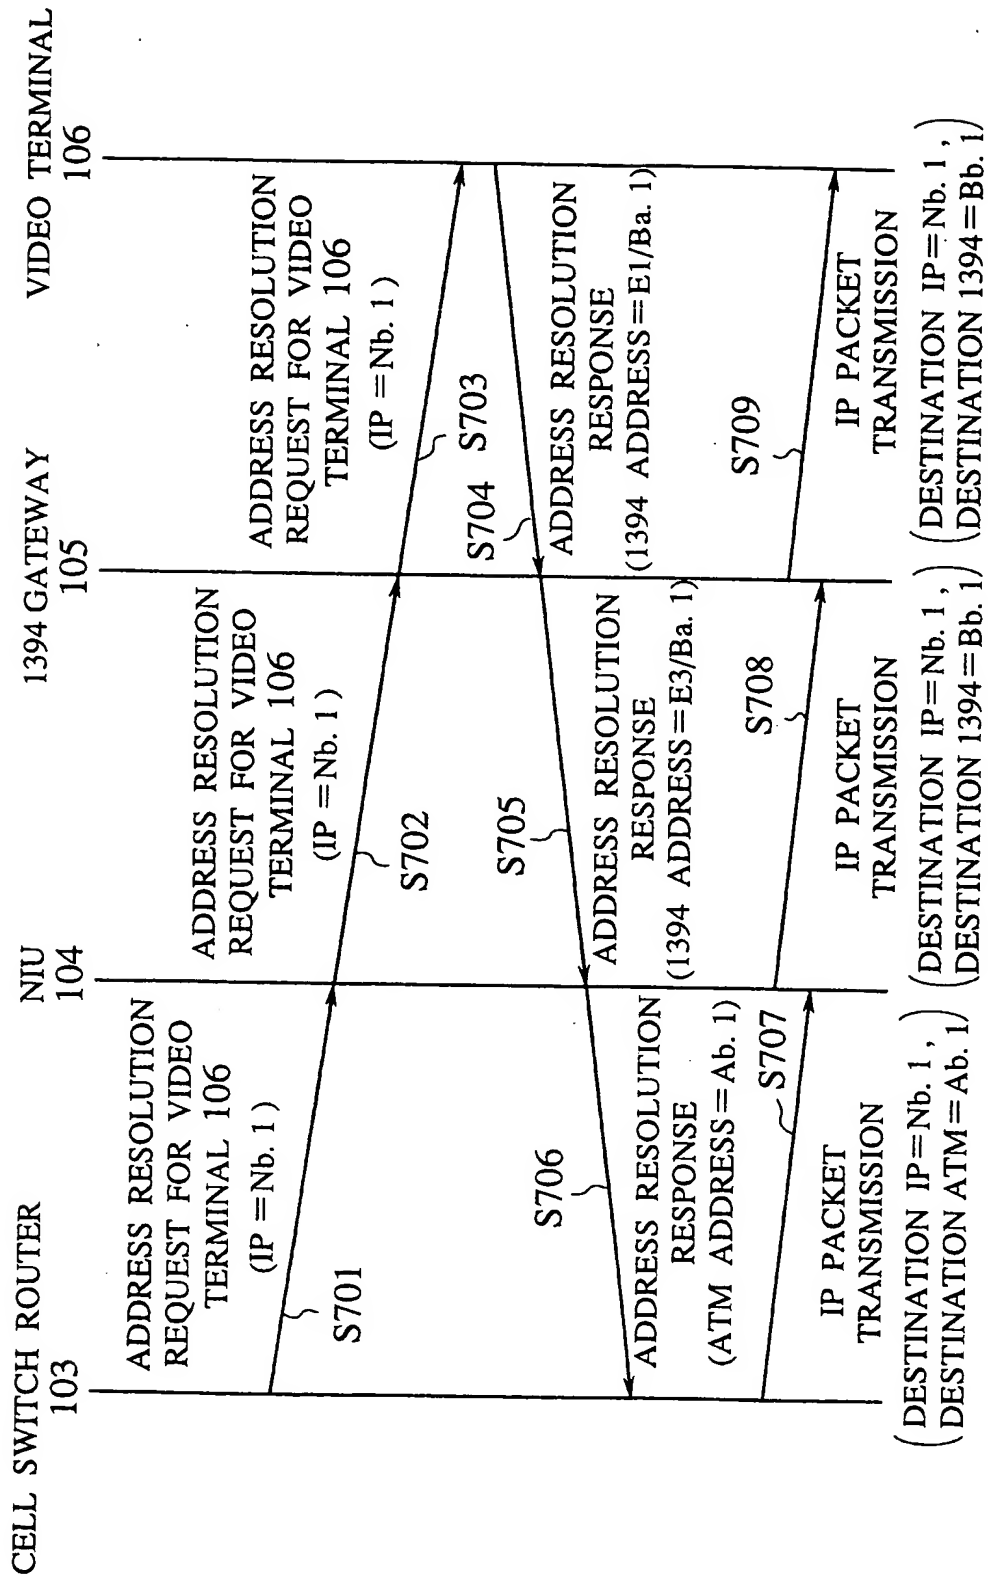 CELL SWITCH ROUTER
103
NIU
104
1394 GATEWAY
105
VIDEO TERMINAL
106
ADDRESS RESOLUTION
REQUEST FOR VIDEO
TERMINAL 106
(IP=Nb. 1)
S701
ADDRESS RESOLUTION
REQUEST FOR VIDEO
TERMINAL 106
(IP=Nb. 1)
S702
ADDRESS RESOLUTION
REQUEST FOR VIDEO
TERMINAL 106
(IP=Nb. 1)
S703
S704
ADDRESS RESOLUTION
RESPONSE
(1394 ADDRESS=E1/Ba. 1)
S705
ADDRESS RESOLUTION
RESPONSE
(1394 ADDRESS=E3/Ba. 1)
S706
ADDRESS RESOLUTION
RESPONSE
(ATM ADDRESS=Ab. 1)
S707
IP PACKET
TRANSMISSION
(DESTINATION IP=Nb. 1,
DESTINATION ATM=Ab. 1)
S708
IP PACKET
TRANSMISSION
(DESTINATION IP=Nb. 1,
DESTINATION 1394=Bb. 1)
S709
IP PACKET
TRANSMISSION
(DESTINATION IP=Nb. 1,
DESTINATION 1394=Bb. 1)